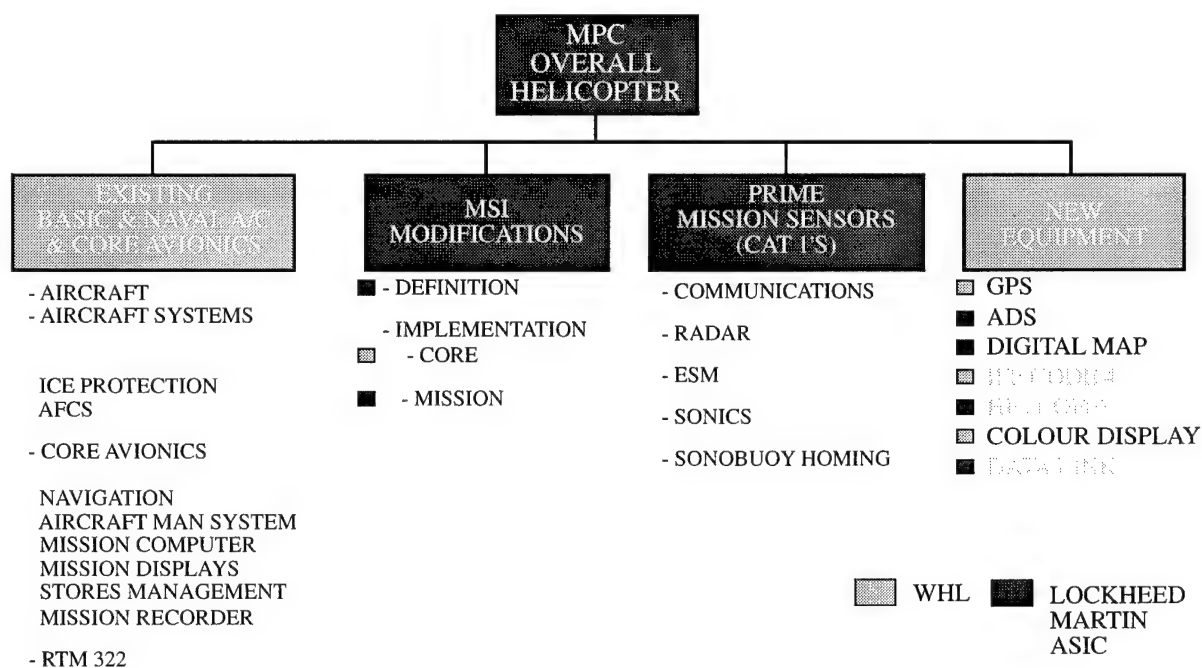 MPC
OVERALL
HELICOPTER
EXISTING
BASIC & NAVAL A/C
& CORE AVIONICS
- AIRCRAFT
- AIRCRAFT SYSTEMS
ICE PROTECTION
AFCS
- CORE AVIONICS
NAVIGATION
AIRCRAFT MAN SYSTEM
MISSION COMPUTER
MISSION DISPLAYS
STORES MANAGEMENT
MISSION RECORDER
- RTM 322
MSI
MODIFICATIONS
- DEFINITION
- IMPLEMENTATION
- CORE
- MISSION
PRIME
MISSION SENSORS
(CAT 1'S)
- COMMUNICATIONS
- RADAR
- ESM
- SONICS
- SONOBUOY HOMING
NEW
EQUIPMENT
GPS
ADS
DIGITAL MAP
COLOUR DISPLAY
DATA LINK
WHL
LOCKHEED
MARTIN
ASIC